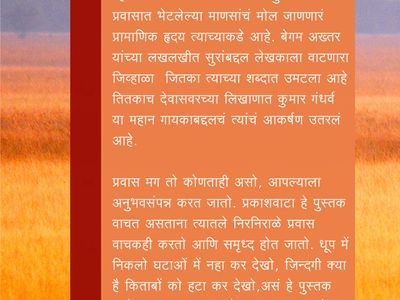 प्रवासात भेटलेल्या माणसांचं मोल जाणणारं
प्रामाणिक हृदय त्याच्याकडे आहे. बेगम अख्तर
यांच्या लखलखीत सुरांबद्दल लेखकाला वाटणारा
जिव्हाळा जितका त्याच्या शब्दात उमटला आहे
तितकाच देवासवरच्या लिखाणात कुमार गंधर्व
या महान गायकाबद्दलचं त्यांचं आकर्षण उतरलं
आहे.
प्रवास मग तो कोणताही असो, आपल्याला
अनुभवसंपन्न करत जातो. प्रकाशवाटा हे पुस्तक
वाचत असताना त्यातले निरनिराळे प्रवास
वाचकही करतो आणि समृध्द होत जातो. धूप में
निकलो घटाओं में नहा कर देखो, ज़िन्दगी क्या
है किताबों को हटा कर देखो,असं हे पुस्तक